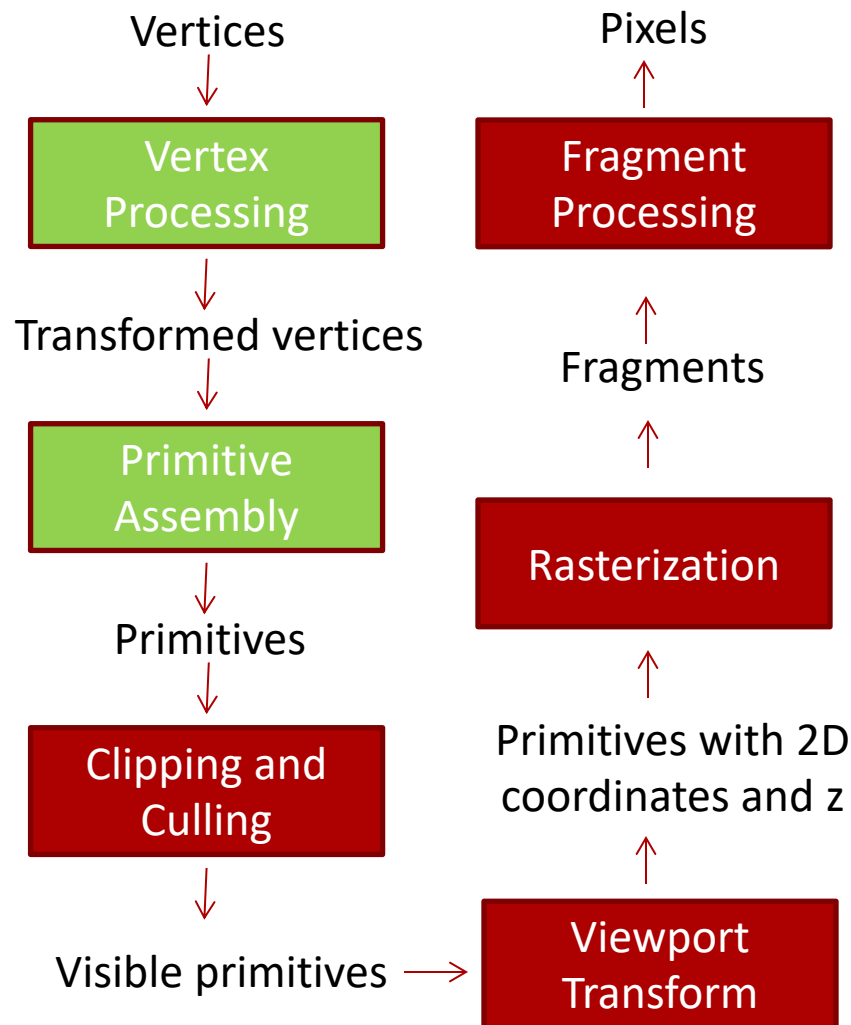 Vertices
Vertex
Processing
Transformed vertices
Primitive
Assembly
Primitives
Clipping and
Culling
Visible primitives
Viewport
Transform
Primitives with 2D
coordinates and z
Rasterization
Fragments
Fragment
Processing
Pixels